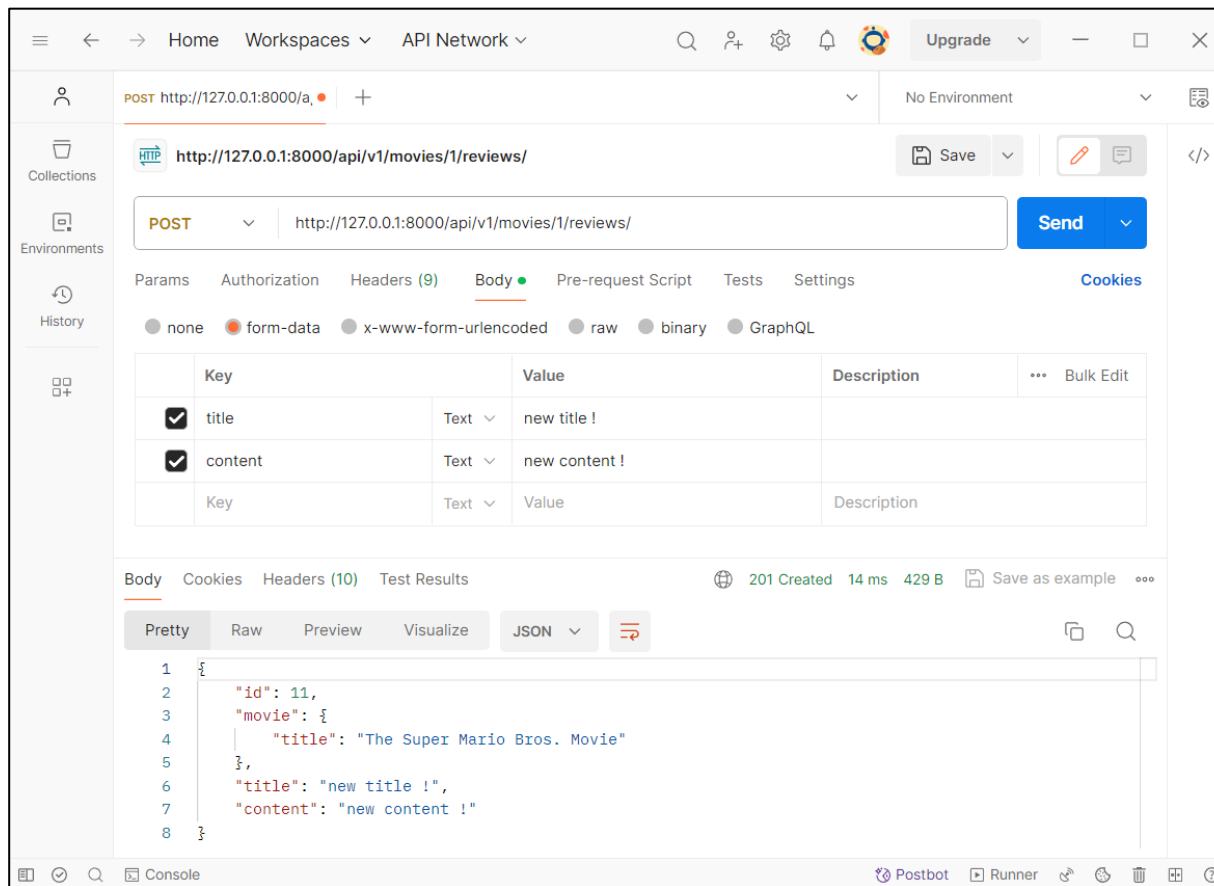 Home Workspaces API Network Upgrade
POST http://127.0.0.1:8000/a No Environment
HTTP http://127.0.0.1:8000/api/v1/movies/1/reviews/ Save
Collections
POST http://127.0.0.1:8000/api/v1/movies/1/reviews/ Send
Environments
Params Authorization Headers (9) Body Pre-request Script Tests Settings Cookies
History
none form-data x-www-form-urlencoded raw binary GraphQL
Key Value Description Bulk Edit
title Text new title !
content Text new content !
Key Text Value Description
Body Cookies Headers (10) Test Results 201 Created 14 ms 429 B Save as example
Pretty Raw Preview Visualize JSON
1 {
2 "id": 11,
3 "movie": {
4 "title": "The Super Mario Bros. Movie"
5 },
6 "title": "new title !",
7 "content": "new content !"
8 }
Console Postbot Runner